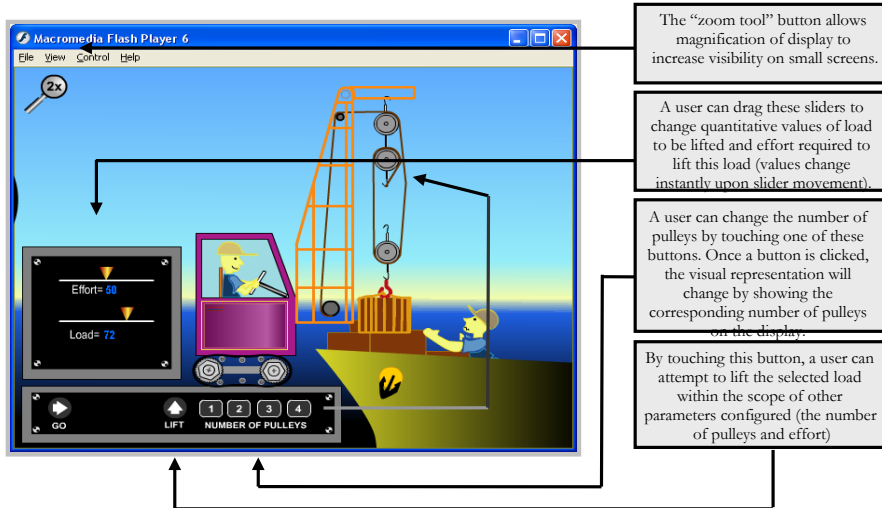 Macromedia Flash Player 6
File View Control Help
2x
Effort= 50
Load= 72
GO
LIFT
1 2 3 4
NUMBER OF PULLEYS
The “zoom tool” button allows
magnification of display to
increase visibility on small screens.
A user can drag these sliders to
change quantitative values of load
to be lifted and effort required to
lift this load (values change
instantly upon slider movement).
A user can change the number of
pulleys by touching one of these
buttons. Once a button is clicked,
the visual representation will
change by showing the
corresponding number of pulleys
on the display.
By touching this button, a user can
attempt to lift the selected load
within the scope of other
parameters configured (the number
of pulleys and effort)